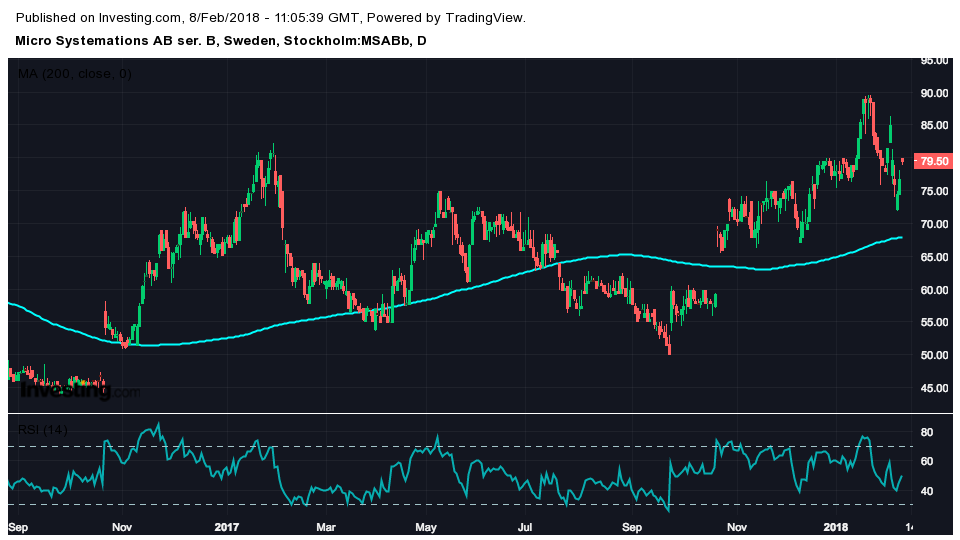 Published on Investing.com, 8/Feb/2018 - 11:05:39 GMT, Powered by TradingView.
Micro Systemations AB ser. B, Sweden, Stockholm:MSABb, D
MA (200, close, 0)
95.00
90.00
85.00
79.50
75.00
70.00
65.00
60.00
55.00
50.00
45.00
Investing.com
RSI (14)
80
60
40
Sep Nov 2017 Mar May Jul Sep Nov 2018 14